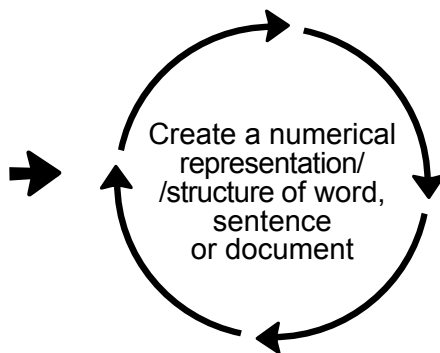 Create a numerical
representation/
/structure of word,
sentence
or document